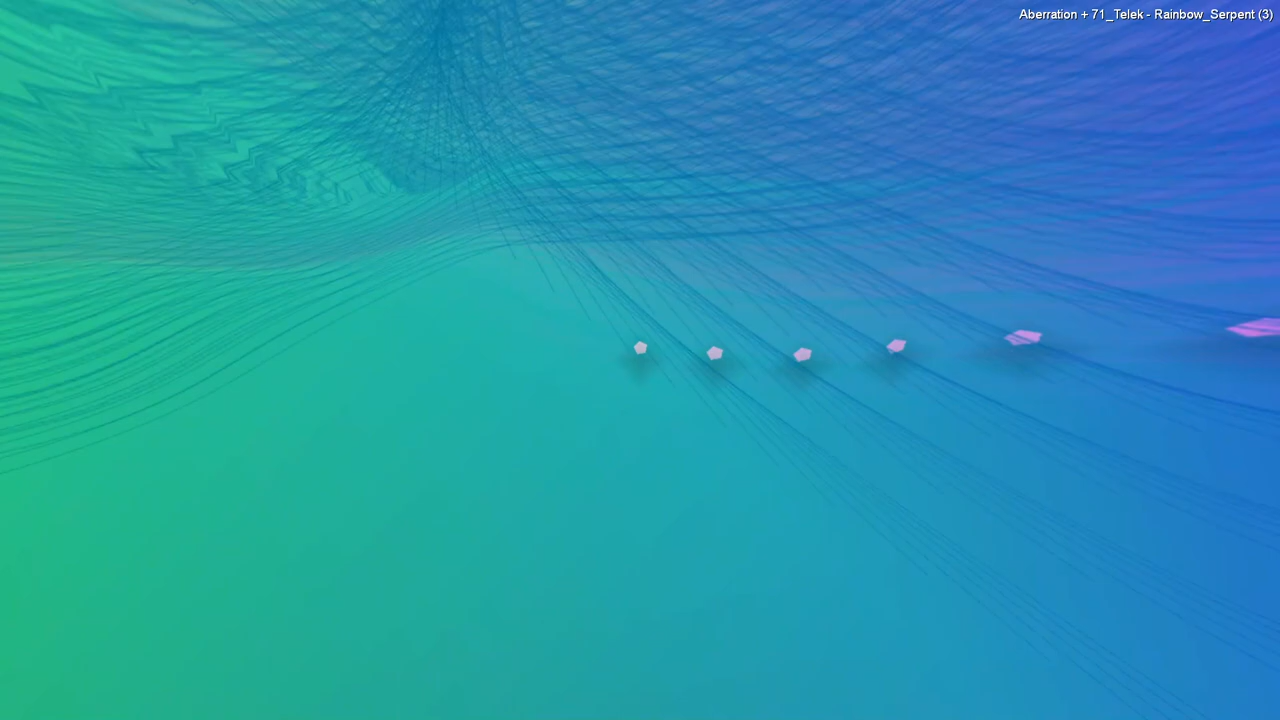 Aberration + 71_Telek - Rainbow_Serpent (3)